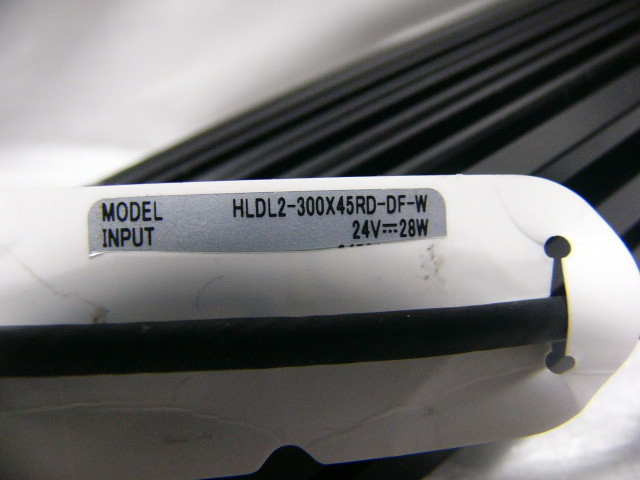 MODEL HLDL2-300X45RD-DF-W
INPUT 24V⎓28W